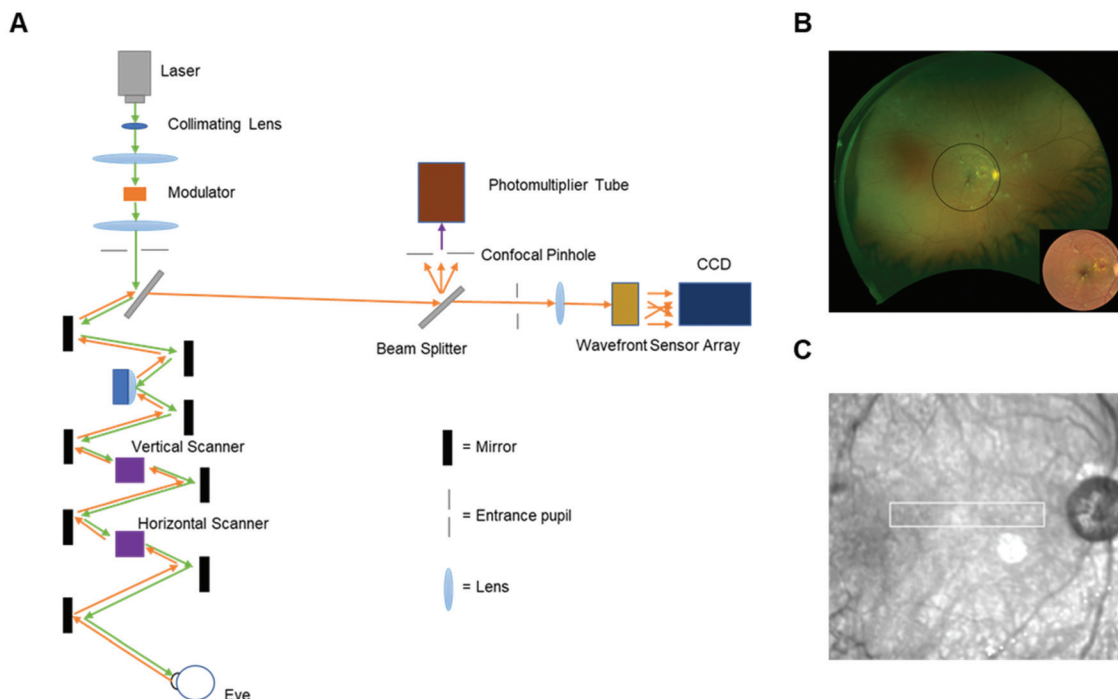 A
Laser
Collimating Lens
Modulator
Photomultiplier Tube
Confocal Pinhole
CCD
Beam Splitter
Wavefront Sensor Array
Vertical Scanner
Horizontal Scanner
= Mirror
= Entrance pupil
= Lens
Eye
B
C